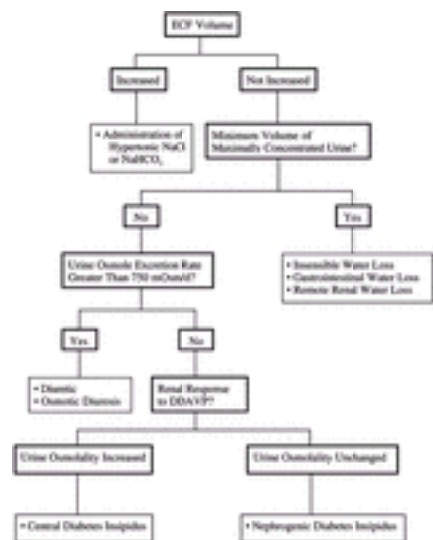 ECF Volume
Increased
Not Increased
• Administration of
Hypertonic NaCl
or NaHCO₃
Minimum Volume of
Maximally Concentrated Urine?
No
Yes
Urine Osmole Excretion Rate
Greater Than 750 mOsm/d?
• Insensible Water Loss
• Gastrointestinal Water Loss
• Remote Renal Water Loss
Yes
No
• Diuretic
• Osmotic Diuresis
Renal Response
to DDAVP?
Urine Osmolality Increased
Urine Osmolality Unchanged
• Central Diabetes Insipidus
• Nephrogenic Diabetes Insipidus